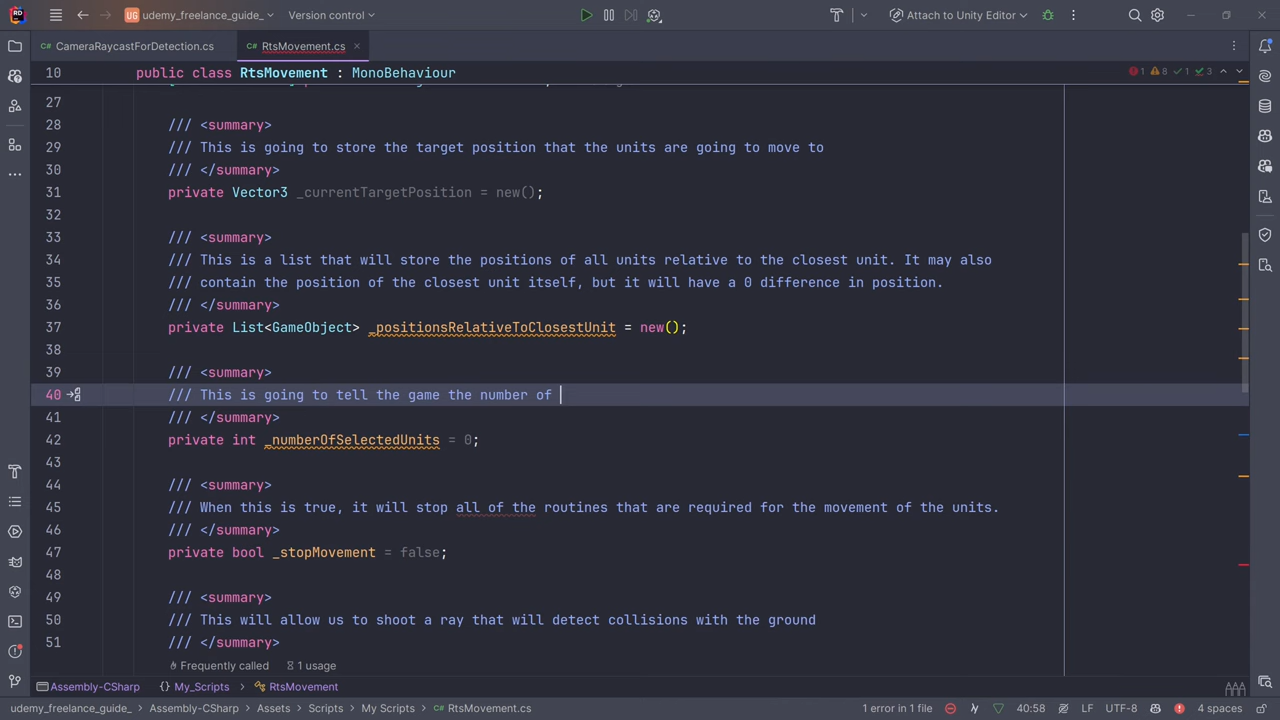 udemy_freelance_guide_
Version control
Attach to Unity Editor
CameraRaycastForDetection.cs
RtsMovement.cs
10 public class RtsMovement : MonoBehaviour
1 8 1 3
27
28 /// <summary>
29 /// This is going to store the target position that the units are going to move to
30 /// </summary>
31 private Vector3 _currentTargetPosition = new();
32
33 /// <summary>
34 /// This is a list that will store the positions of all units relative to the closest unit. It may also
35 /// contain the position of the closest unit itself, but it will have a 0 difference in position.
36 /// </summary>
37 private List<GameObject> _positionsRelativeToClosestUnit = new();
38
39 /// <summary>
40 /// This is going to tell the game the number of
41 /// </summary>
42 private int _numberOfSelectedUnits = 0;
43
44 /// <summary>
45 /// When this is true, it will stop all of the routines that are required for the movement of the units.
46 /// </summary>
47 private bool _stopMovement = false;
48
49 /// <summary>
50 /// This will allow us to shoot a ray that will detect collisions with the ground
51 /// </summary>
Frequently called 1 usage
Assembly-CSharp {} My_Scripts > RtsMovement
udemy_freelance_guide_ > Assembly-CSharp > Assets > Scripts > My Scripts > RtsMovement.cs
1 error in 1 file 40:58 LF UTF-8 4 spaces